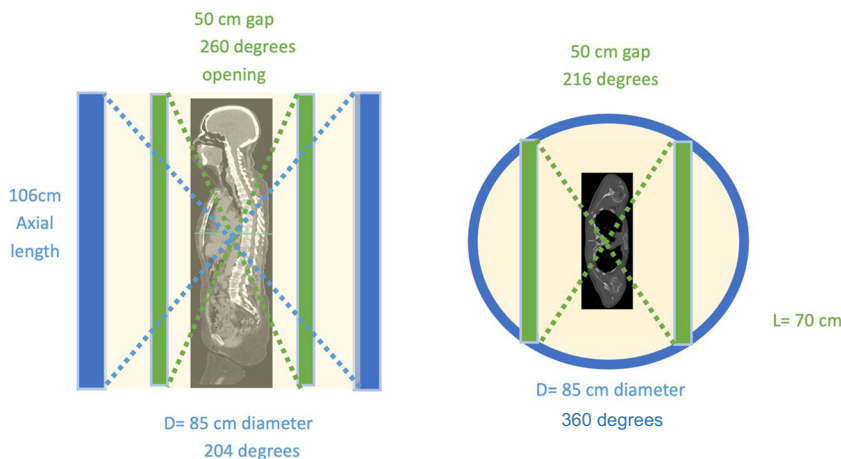 50 cm gap
260 degrees
opening
106cm
Axial
length
D= 85 cm diameter
204 degrees
50 cm gap
216 degrees
L= 70 cm
D= 85 cm diameter
360 degrees